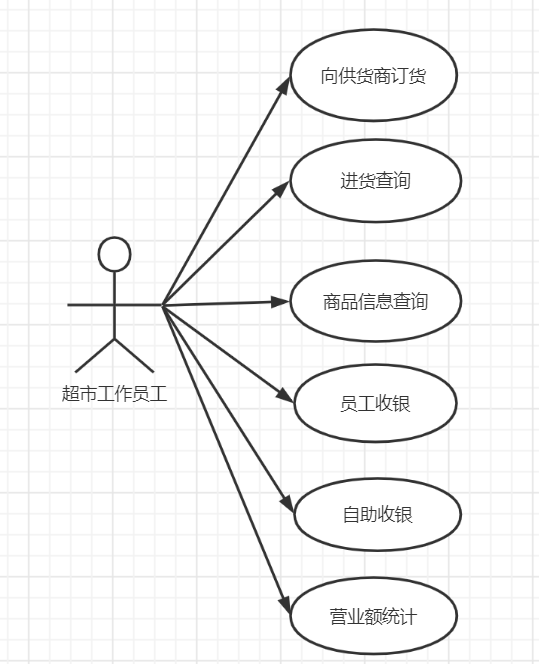 向供货商订货
进货查询
商品信息查询
超市工作员工
员工收银
自助收银
营业额统计